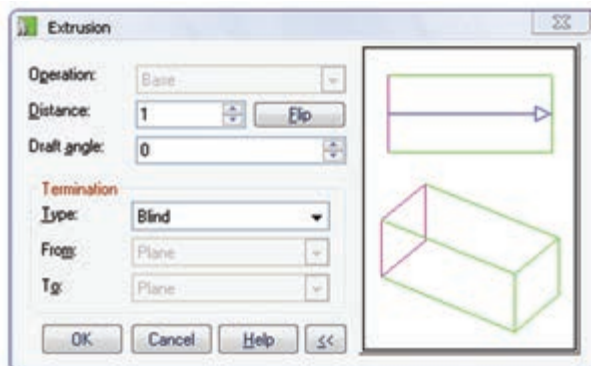 Extrusion
Operation: Base
Distance: 1 Flip
Draft angle: 0
Termination
Type: Blind
From: Plane
To: Plane
OK Cancel Help <<